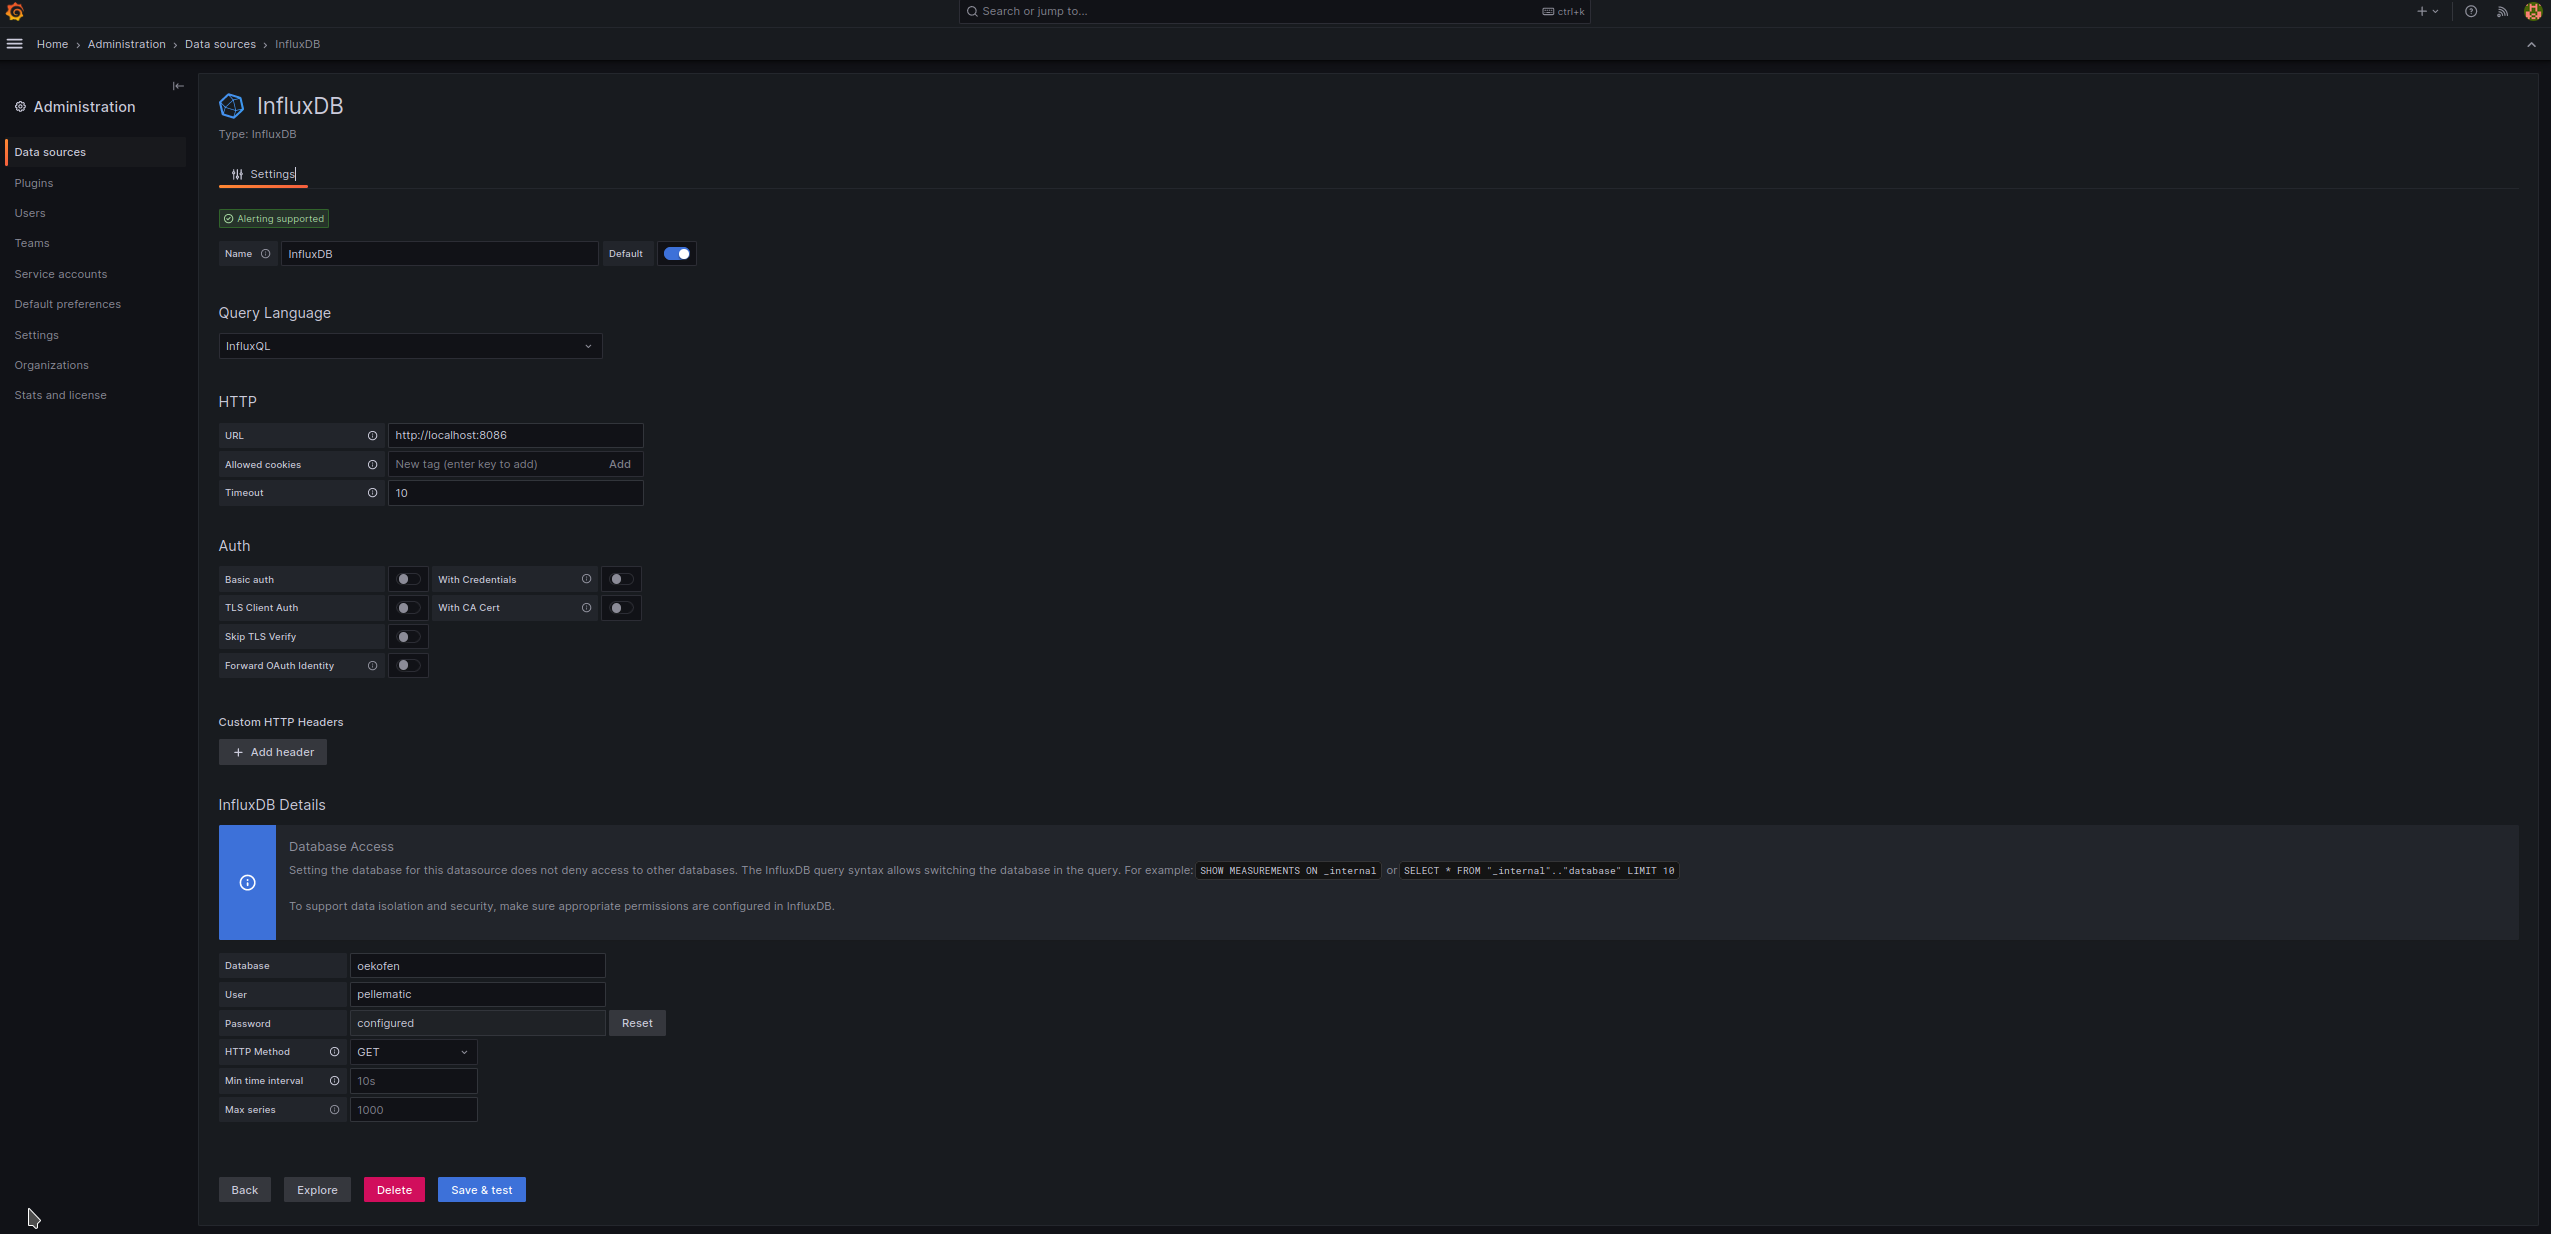 Search or jump to...
ctrl+k
Home › Administration › Data sources › InfluxDB
Administration
Data sources
Plugins
Users
Teams
Service accounts
Default preferences
Settings
Organizations
Stats and license
InfluxDB
Type: InfluxDB
Settings
Alerting supported
Name InfluxDB Default
Query Language
InfluxQL
HTTP
URL http://localhost:8086
Allowed cookies New tag (enter key to add) Add
Timeout 10
Auth
Basic auth With Credentials
TLS Client Auth With CA Cert
Skip TLS Verify
Forward OAuth Identity
Custom HTTP Headers
+ Add header
InfluxDB Details
Database Access
Setting the database for this datasource does not deny access to other databases. The InfluxDB query syntax allows switching the database in the query. For example: SHOW MEASUREMENTS ON _internal or SELECT * FROM "_internal".."database" LIMIT 10
To support data isolation and security, make sure appropriate permissions are configured in InfluxDB.
Database oekofen
User pellematic
Password configured Reset
HTTP Method GET
Min time interval 10s
Max series 1000
Back Explore Delete Save & test